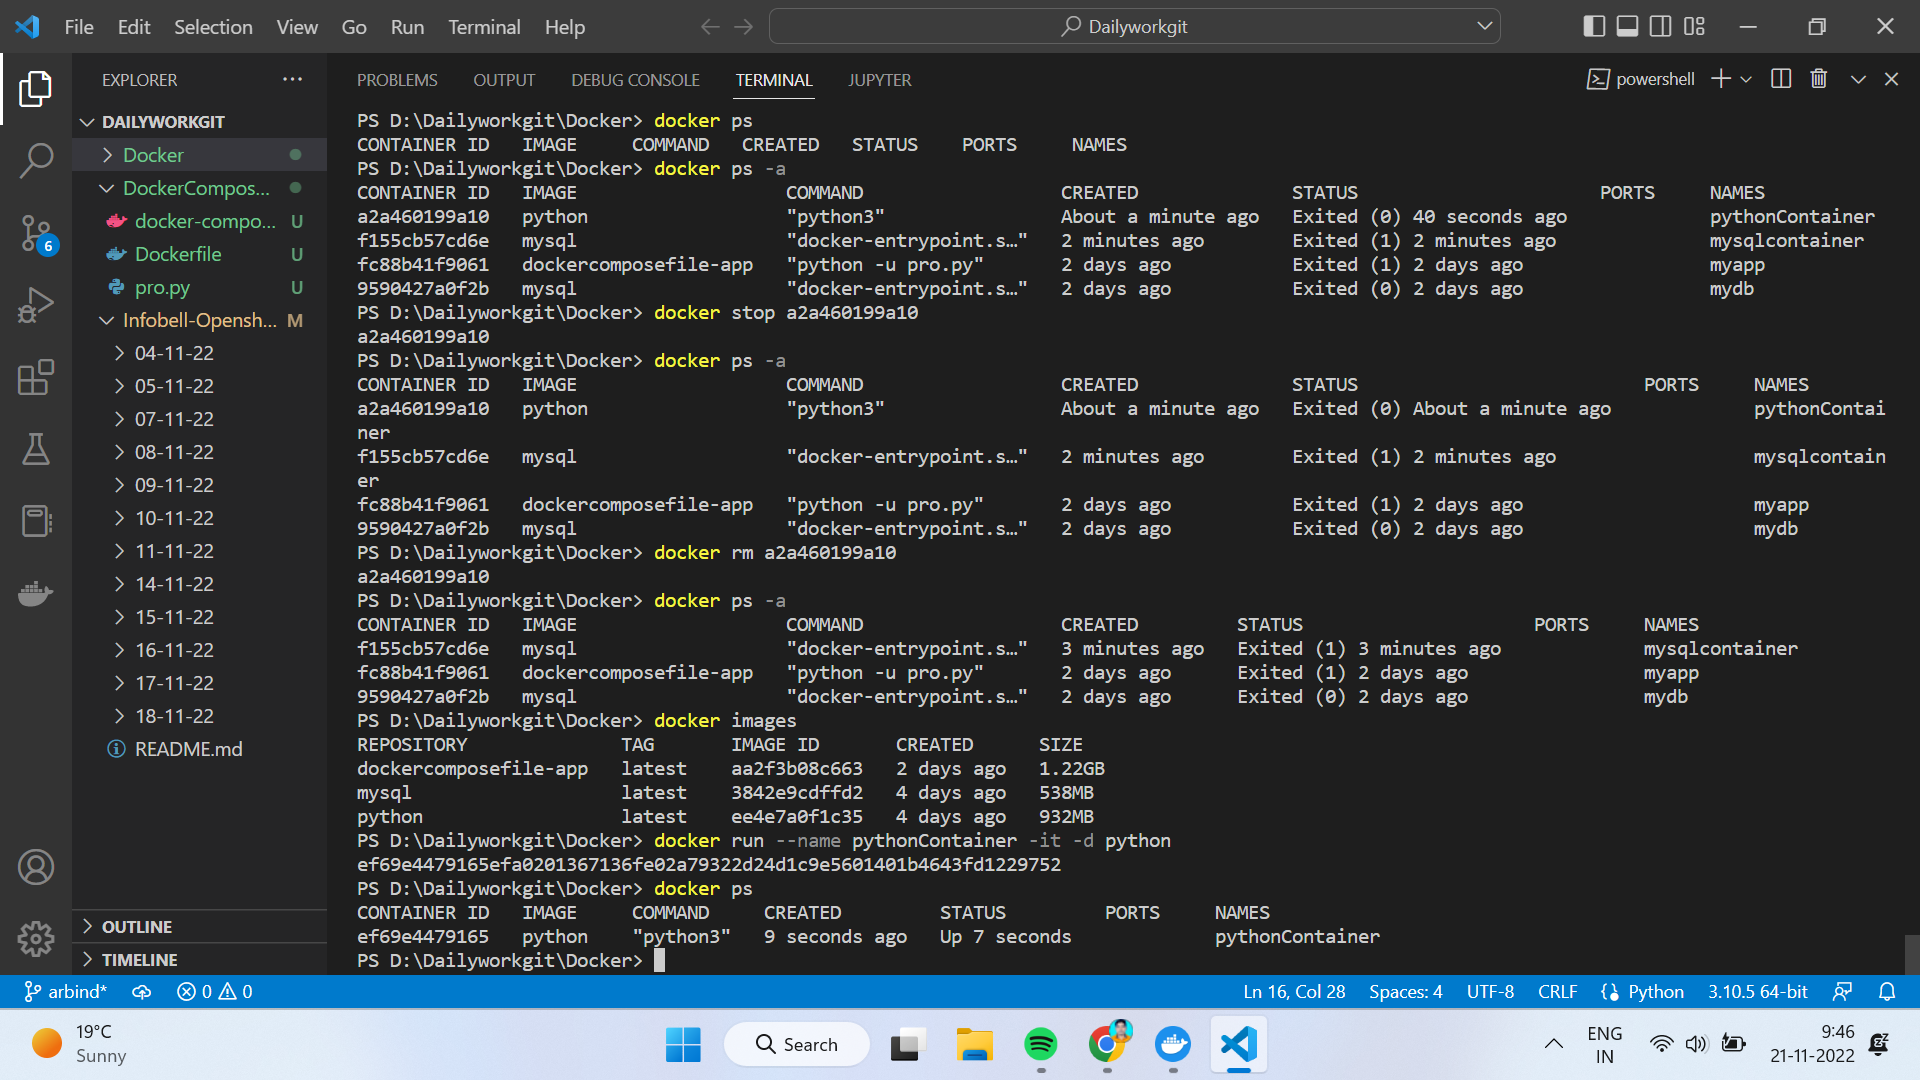 File Edit Selection View Go Run Terminal Help
Dailyworkgit
EXPLORER
DAILYWORKGIT
Docker
DockerCompos...
docker-compo... U
Dockerfile U
pro.py U
Infobell-Opensh... M
04-11-22
05-11-22
07-11-22
08-11-22
09-11-22
10-11-22
11-11-22
14-11-22
15-11-22
16-11-22
17-11-22
18-11-22
README.md
OUTLINE
TIMELINE
6
PROBLEMS OUTPUT DEBUG CONSOLE TERMINAL JUPYTER
powershell
PS D:\Dailyworkgit\Docker> docker ps
CONTAINER ID IMAGE COMMAND CREATED STATUS PORTS NAMES
PS D:\Dailyworkgit\Docker> docker ps -a
CONTAINER ID IMAGE COMMAND CREATED STATUS PORTS NAMES
a2a460199a10 python "python3" About a minute ago Exited (0) 40 seconds ago pythonContainer
f155cb57cd6e mysql "docker-entrypoint.s…" 2 minutes ago Exited (1) 2 minutes ago mysqlcontainer
fc88b41f9061 dockercomposefile-app "python -u pro.py" 2 days ago Exited (1) 2 days ago myapp
9590427a0f2b mysql "docker-entrypoint.s…" 2 days ago Exited (0) 2 days ago mydb
PS D:\Dailyworkgit\Docker> docker stop a2a460199a10
a2a460199a10
PS D:\Dailyworkgit\Docker> docker ps -a
CONTAINER ID IMAGE COMMAND CREATED STATUS PORTS NAMES
a2a460199a10 python "python3" About a minute ago Exited (0) About a minute ago pythonContai
ner
f155cb57cd6e mysql "docker-entrypoint.s…" 2 minutes ago Exited (1) 2 minutes ago mysqlcontain
er
fc88b41f9061 dockercomposefile-app "python -u pro.py" 2 days ago Exited (1) 2 days ago myapp
9590427a0f2b mysql "docker-entrypoint.s…" 2 days ago Exited (0) 2 days ago mydb
PS D:\Dailyworkgit\Docker> docker rm a2a460199a10
a2a460199a10
PS D:\Dailyworkgit\Docker> docker ps -a
CONTAINER ID IMAGE COMMAND CREATED STATUS PORTS NAMES
f155cb57cd6e mysql "docker-entrypoint.s…" 3 minutes ago Exited (1) 3 minutes ago mysqlcontainer
fc88b41f9061 dockercomposefile-app "python -u pro.py" 2 days ago Exited (1) 2 days ago myapp
9590427a0f2b mysql "docker-entrypoint.s…" 2 days ago Exited (0) 2 days ago mydb
PS D:\Dailyworkgit\Docker> docker images
REPOSITORY TAG IMAGE ID CREATED SIZE
dockercomposefile-app latest aa2f3b08c663 2 days ago 1.22GB
mysql latest 3842e9cdffd2 4 days ago 538MB
python latest ee4e7a0f1c35 4 days ago 932MB
PS D:\Dailyworkgit\Docker> docker run --name pythonContainer -it -d python
ef69e4479165efa0201367136fe02a79322d24d1c9e5601401b4643fd1229752
PS D:\Dailyworkgit\Docker> docker ps
CONTAINER ID IMAGE COMMAND CREATED STATUS PORTS NAMES
ef69e4479165 python "python3" 9 seconds ago Up 7 seconds pythonContainer
PS D:\Dailyworkgit\Docker>
arbind* 0 0 Ln 16, Col 28 Spaces: 4 UTF-8 CRLF Python 3.10.5 64-bit
19°C
Sunny
Search
ENG
IN
9:46
21-11-2022